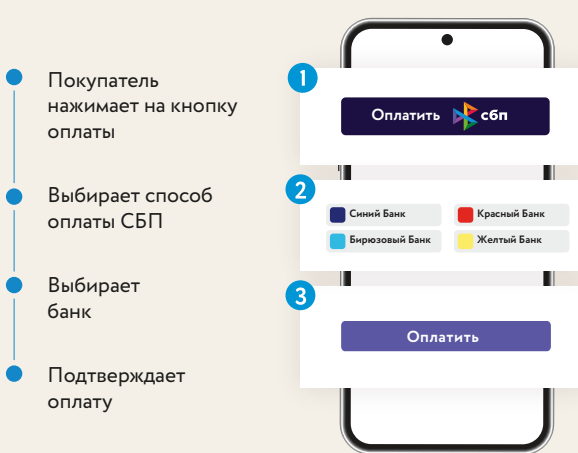 Покупатель
нажимает на кнопку
оплаты
Выбирает способ
оплаты СБП
Выбирает
банк
Подтверждает
оплату
1
Оплатить сбп
2
Синий Банк
Красный Банк
Бирюзовый Банк
Желтый Банк
3
Оплатить